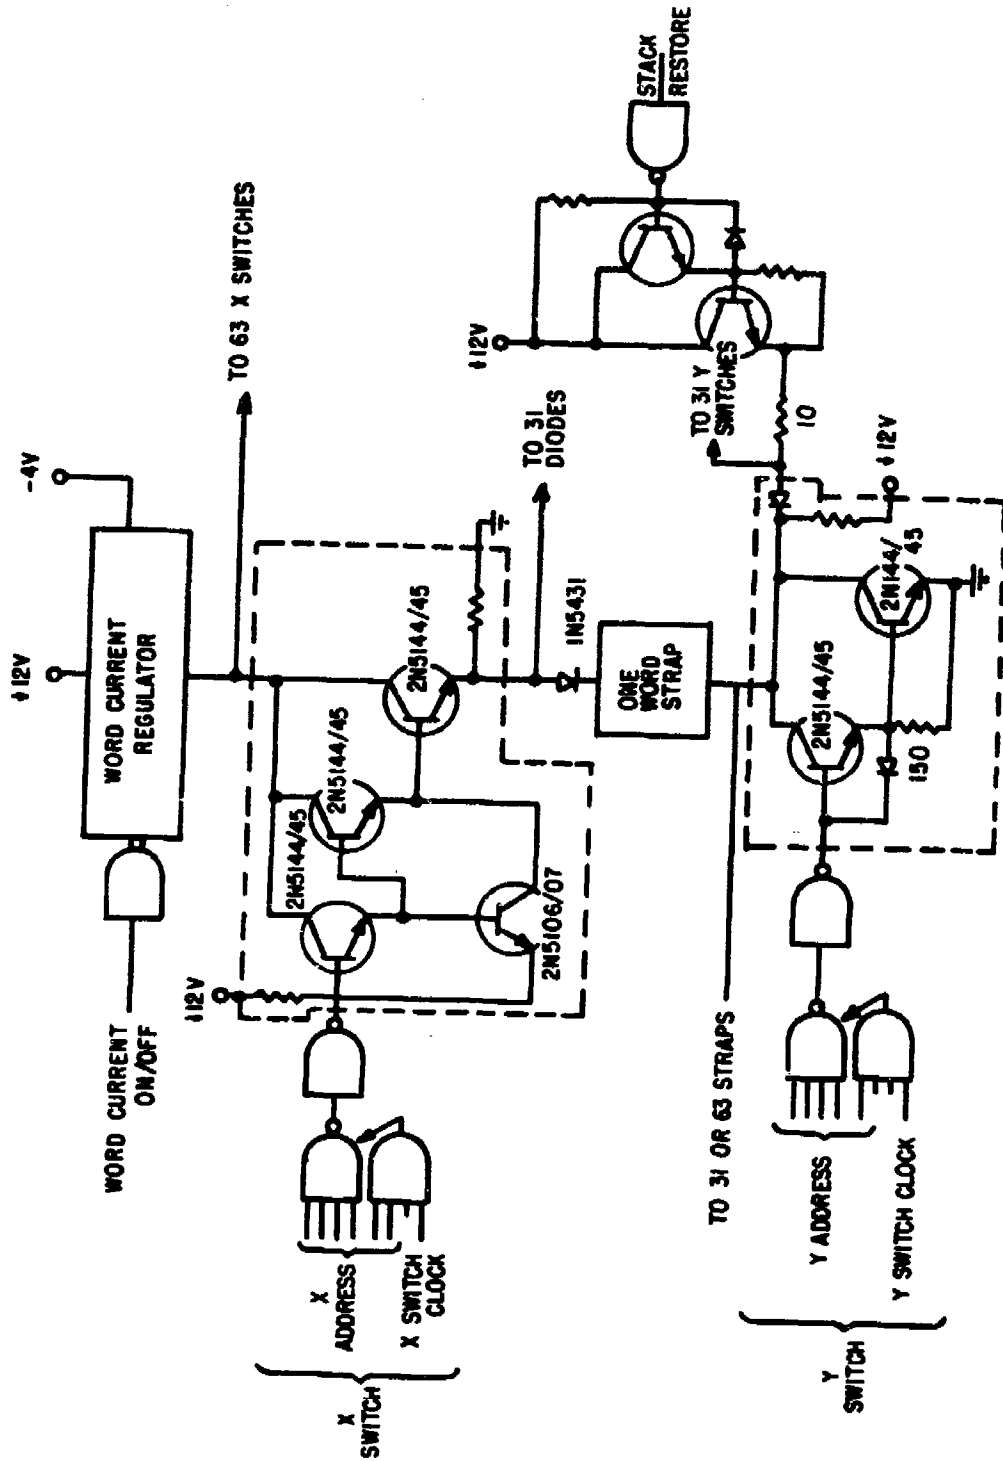 WORD CURRENT
ON/OFF
WORD CURRENT
REGULATOR
+12V
-4V
TO 63 X SWITCHES
X
SWITCH
X
ADDRESS
X SWITCH
CLOCK
+12V
2N5144/45
2N5144/45
2N5144/45
2N5106/07
TO 31
DIODES
1N5431
ONE
WORD
STRAP
TO 31 OR 63 STRAPS
+12V
STACK
RESTORE
TO 31 Y
SWITCHES
10
+12V
2N5144/45
2N144/
45
150
Y
SWITCH
Y ADDRESS
Y SWITCH CLOCK